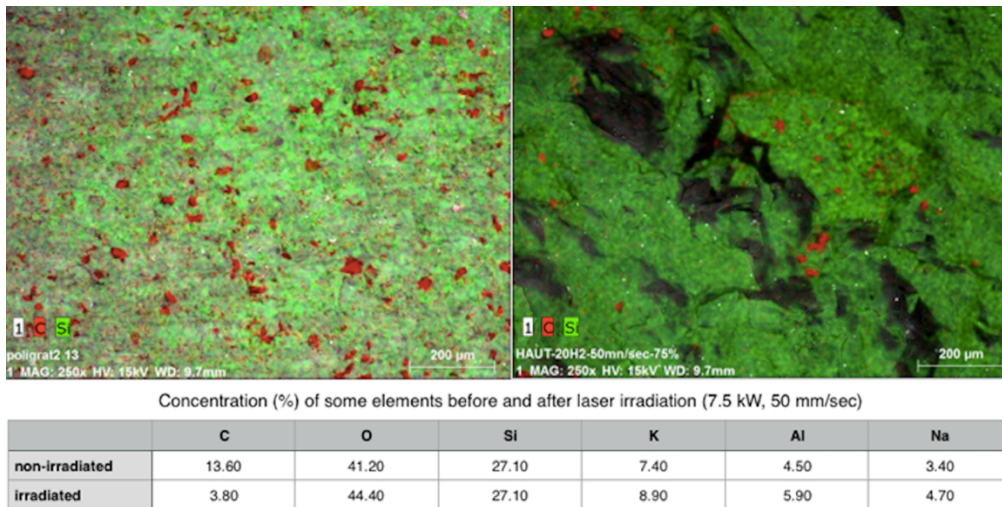 1 C Si
poligrat2 13
1 MAG: 250x HV: 15kV WD: 9.7mm
200 µm
1 C Si
HAUT-20H2-50mn/sec-75%
1 MAG: 250x HV: 15kV WD: 9.7mm
200 µm
Concentration (%) of some elements before and after laser irradiation (7.5 kW, 50 mm/sec)
C O Si K Al Na
non-irradiated 13.60 41.20 27.10 7.40 4.50 3.40
irradiated 3.80 44.40 27.10 8.90 5.90 4.70